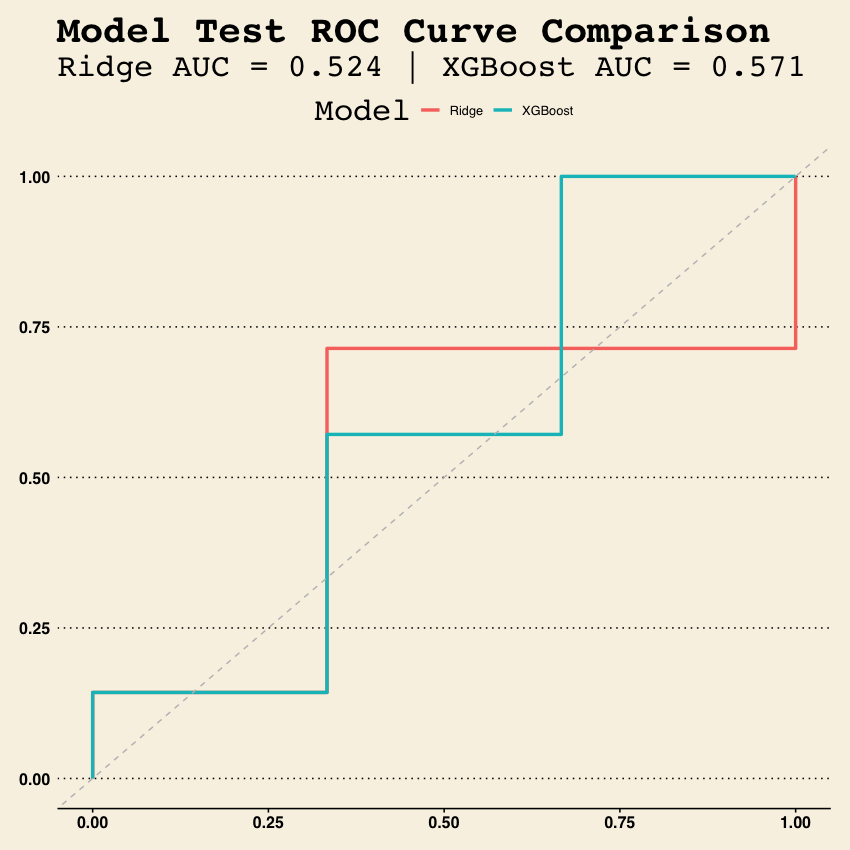 Model Test ROC Curve Comparison
Ridge AUC = 0.524 | XGBoost AUC = 0.571
Model Ridge XGBoost
1.00
0.75
0.50
0.25
0.00
0.00 0.25 0.50 0.75 1.00